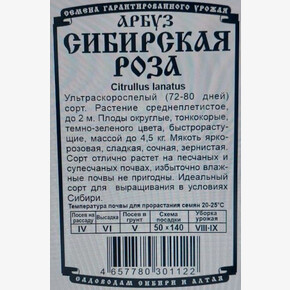 СЕМЕНА ГАРАНТИРОВАННОГО УРОЖАЯ
АРБУЗ
СИБИРСКАЯ
РОЗА
Citrullus lanatus
Ультраскороспелый (72-80 дней)
сорт. Растение среднеплетистое,
до 2 м. Плоды округлые, тонкокорые,
темно-зеленого цвета, быстрорасту-
щие, массой до 4,5 кг. Мякоть ярко-
розовая, сладкая, сочная, зернистая.
Сорт отлично растет на песчаных и
супесчаных почвах, избыточно влаж-
ные почвы не пригодны. Идеальный
сорт для выращивания в условиях
Сибири.
Температура почвы для прорастания семян 20-25°С
Посев на рассаду Высадка Посев в грунт Схема посадки Уборка урожая
IV VI V 50×140 VIII-IX
4 657780 301122
САДОВОДАМ СИБИРИ И АЛТАЯ